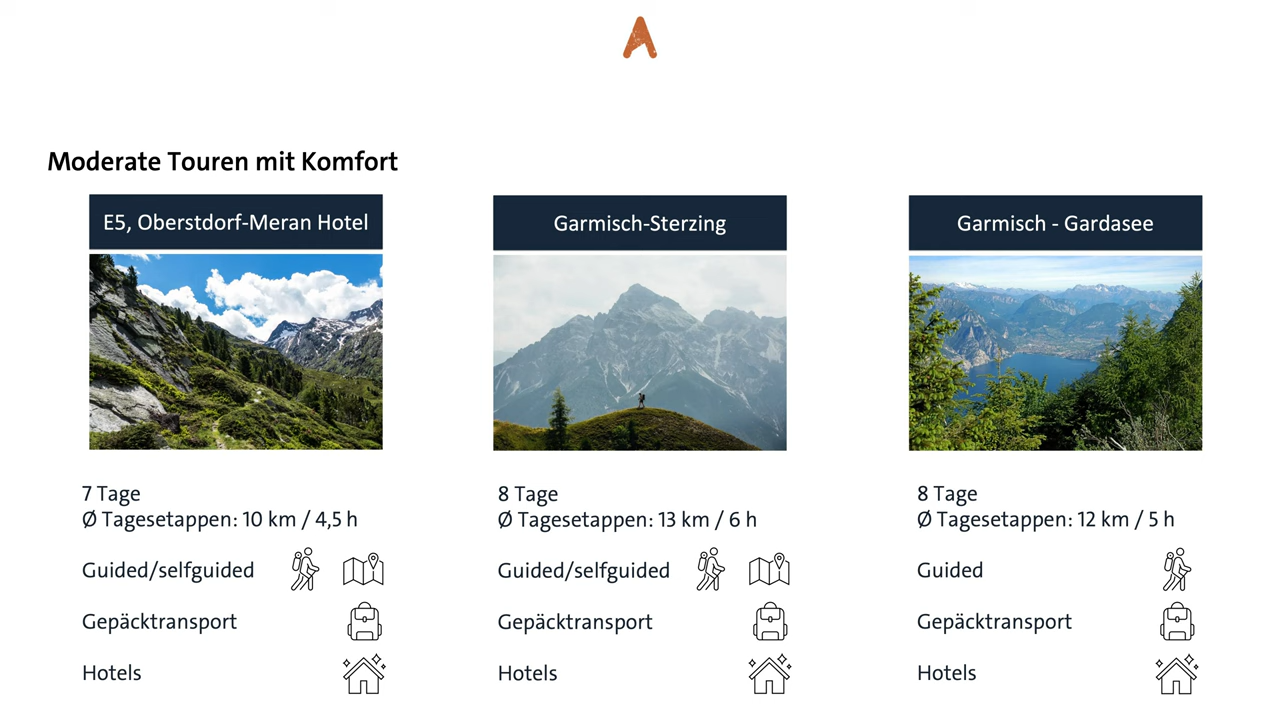 Moderate Touren mit Komfort
E5, Oberstdorf-Meran Hotel
7 Tage
Ø Tagesetappen: 10 km / 4,5 h
Guided/selfguided
Gepäcktransport
Hotels
Garmisch-Sterzing
8 Tage
Ø Tagesetappen: 13 km / 6 h
Guided/selfguided
Gepäcktransport
Hotels
Garmisch - Gardasee
8 Tage
Ø Tagesetappen: 12 km / 5 h
Guided
Gepäcktransport
Hotels